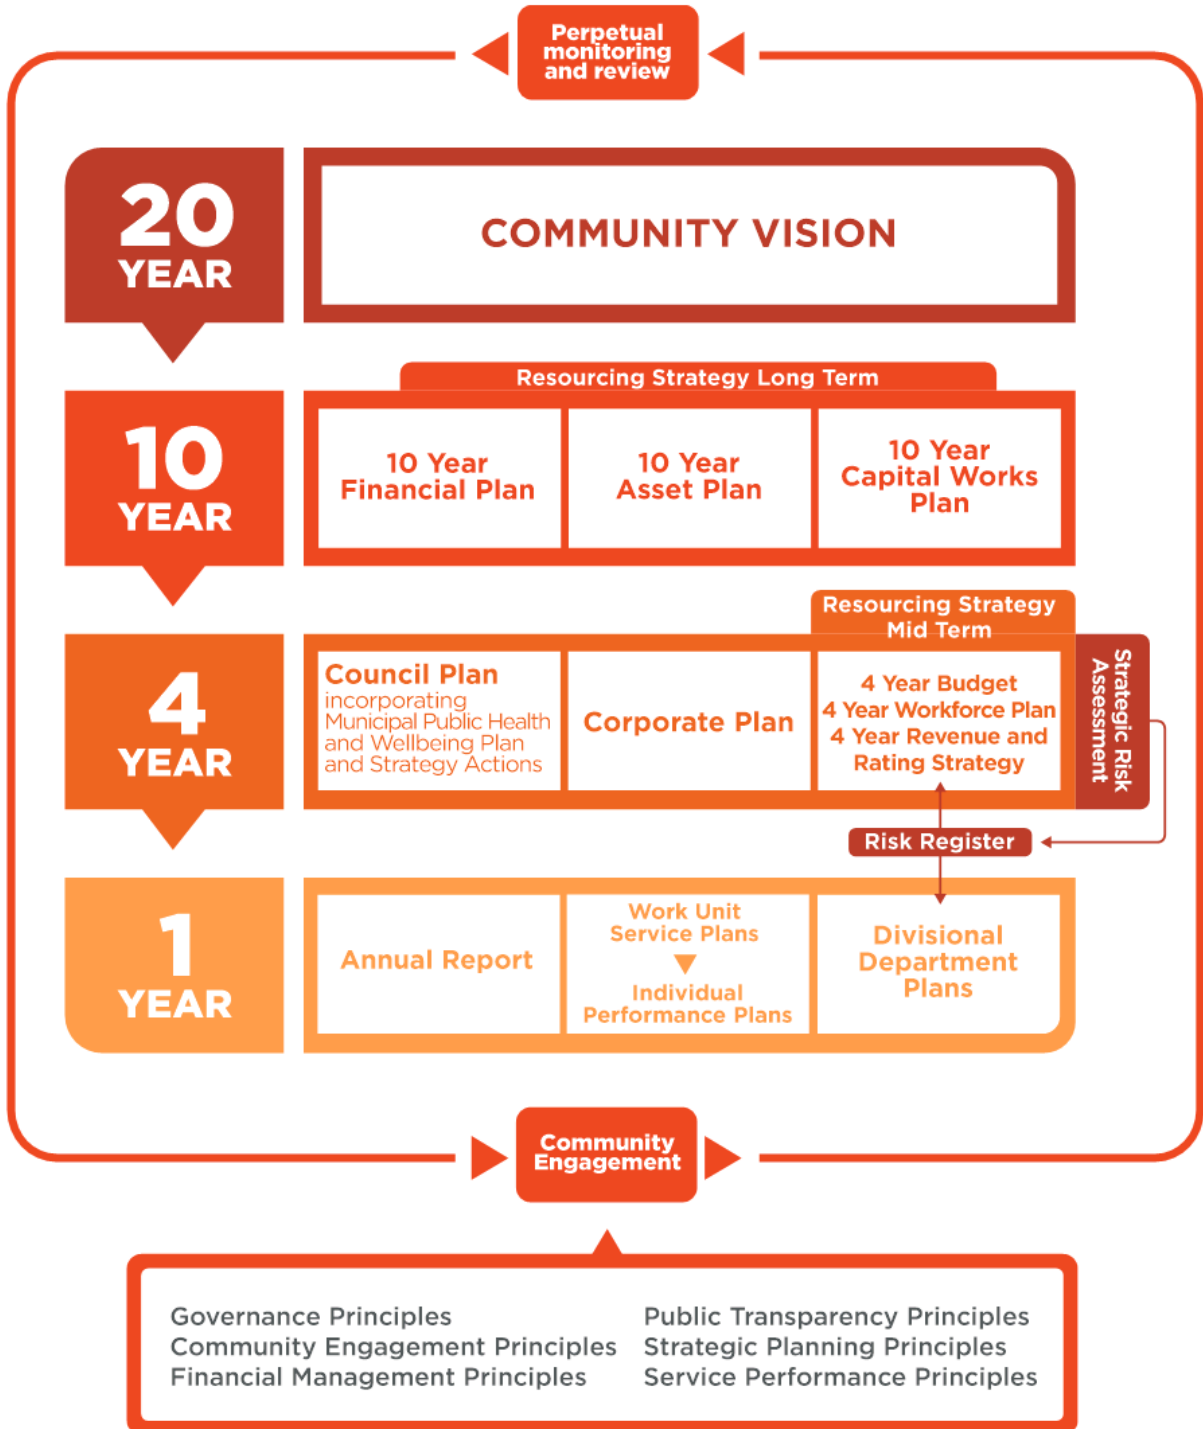 Perpetual
monitoring
and review
20
YEAR
COMMUNITY VISION
Resourcing Strategy Long Term
10
YEAR
10 Year
Financial Plan
10 Year
Asset Plan
10 Year
Capital Works
Plan
Resourcing Strategy
Mid Term
4
YEAR
Council Plan
incorporating
Municipal Public Health
and Wellbeing Plan
and Strategy Actions
Corporate Plan
4 Year Budget
4 Year Workforce Plan
4 Year Revenue and
Rating Strategy
Strategic Risk
Assessment
Risk Register
1
YEAR
Annual Report
Work Unit
Service Plans
Individual
Performance Plans
Divisional
Department
Plans
Community
Engagement
Governance Principles
Community Engagement Principles
Financial Management Principles
Public Transparency Principles
Strategic Planning Principles
Service Performance Principles